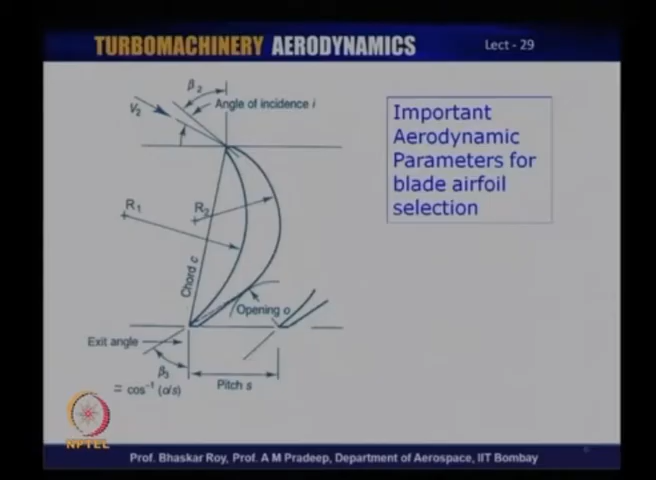 TURBOMACHINERY AERODYNAMICS
Lect - 29
β₂
Angle of incidence i
V₂
Important
Aerodynamic
Parameters for
blade airfoil
selection
R₁
R₂
Chord c
Opening o
Exit angle
β₃
= cos⁻¹ (o/s)
Pitch s
NPTEL
Prof. Bhaskar Roy, Prof. A M Pradeep, Department of Aerospace, IIT Bombay